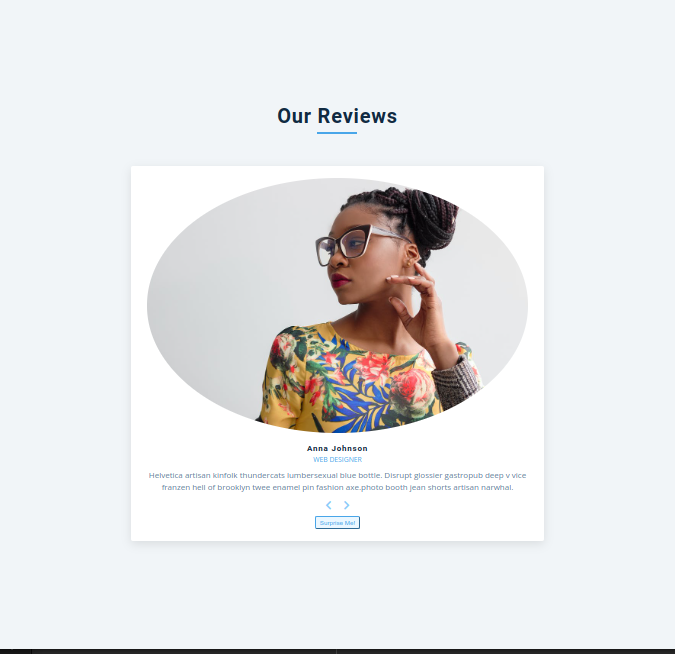 Our Reviews
Anna Johnson
WEB DESIGNER
Helvetica artisan kinfolk thundercats lumbersexual blue bottle. Disrupt glossier gastropub deep v vice
franzen hell of brooklyn twee enamel pin fashion axe.photo booth jean shorts artisan narwhal.
Surprise Me!